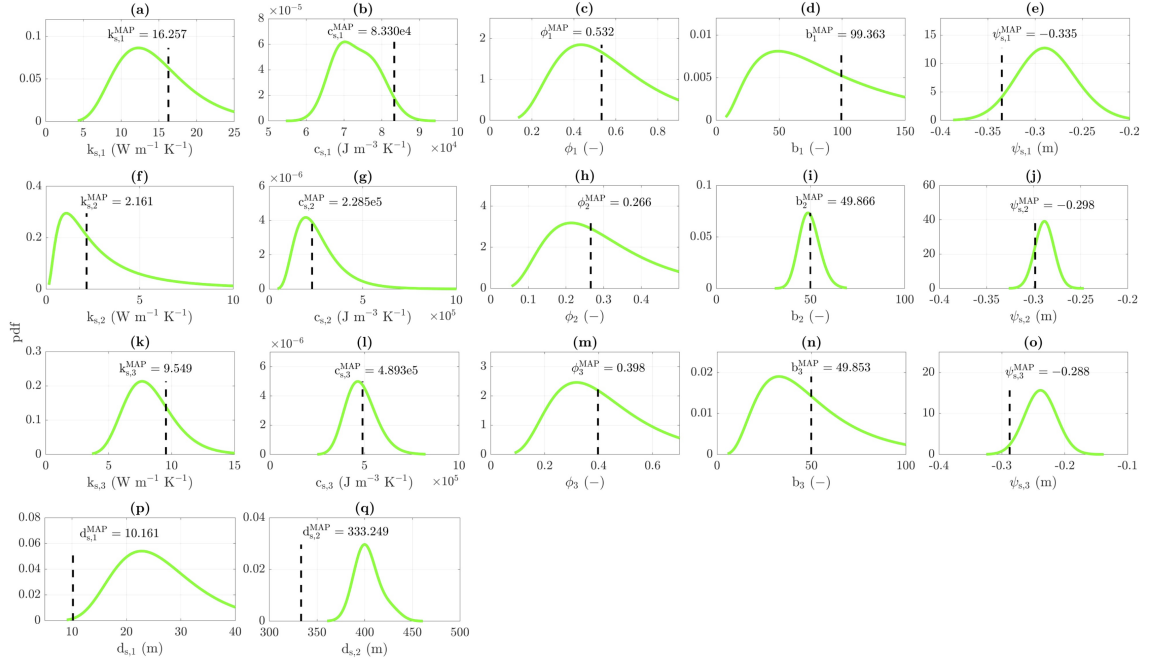 (a)
k_{s,1}^{MAP} = 16.257
0.1
0.05
0
0 5 10 15 20 25
k_{s,1} (W m^{-1} K^{-1})
(b)
×10^{-5}
c_{s,1}^{MAP} = 8.330e4
8
6
4
2
0
5 6 7 8 9 10
c_{s,1} (J m^{-3} K^{-1})
×10^4
(c)
ϕ_1^{MAP} = 0.532
2
1
0
0 0.2 0.4 0.6 0.8
ϕ_1 (−)
(d)
b_1^{MAP} = 99.363
0.01
0.005
0
0 50 100 150
b_1 (−)
(e)
ψ_{s,1}^{MAP} = −0.335
15
10
5
0
-0.4 -0.35 -0.3 -0.25 -0.2
ψ_{s,1} (m)
(f)
k_{s,2}^{MAP} = 2.161
0.4
0.2
0
0 5 10
k_{s,2} (W m^{-1} K^{-1})
(g)
×10^{-6}
c_{s,2}^{MAP} = 2.285e5
6
4
2
0
0 2 4 6 8 10
c_{s,2} (J m^{-3} K^{-1})
×10^5
(h)
ϕ_2^{MAP} = 0.266
4
2
0
0 0.1 0.2 0.3 0.4
ϕ_2 (−)
(i)
b_2^{MAP} = 49.866
0.1
0.05
0
0 50 100
b_2 (−)
(j)
ψ_{s,2}^{MAP} = −0.298
60
40
20
0
-0.4 -0.35 -0.3 -0.25 -0.2
ψ_{s,2} (m)
pdf
(k)
k_{s,3}^{MAP} = 9.549
0.3
0.2
0.1
0
0 5 10 15
k_{s,3} (W m^{-1} K^{-1})
(l)
×10^{-6}
c_{s,3}^{MAP} = 4.893e5
6
4
2
0
0 5 10
c_{s,3} (J m^{-3} K^{-1})
×10^5
(m)
ϕ_3^{MAP} = 0.398
3
2
1
0
0 0.2 0.4 0.6
ϕ_3 (−)
(n)
b_3^{MAP} = 49.853
0.02
0.01
0
0 50 100
b_3 (−)
(o)
ψ_{s,3}^{MAP} = −0.288
20
10
0
-0.4 -0.3 -0.2 -0.1
ψ_{s,3} (m)
(p)
d_{s,1}^{MAP} = 10.161
0.08
0.06
0.04
0.02
0
10 20 30 40
d_{s,1} (m)
(q)
d_{s,2}^{MAP} = 333.249
0.04
0.02
0
300 350 400 450 500
d_{s,2} (m)